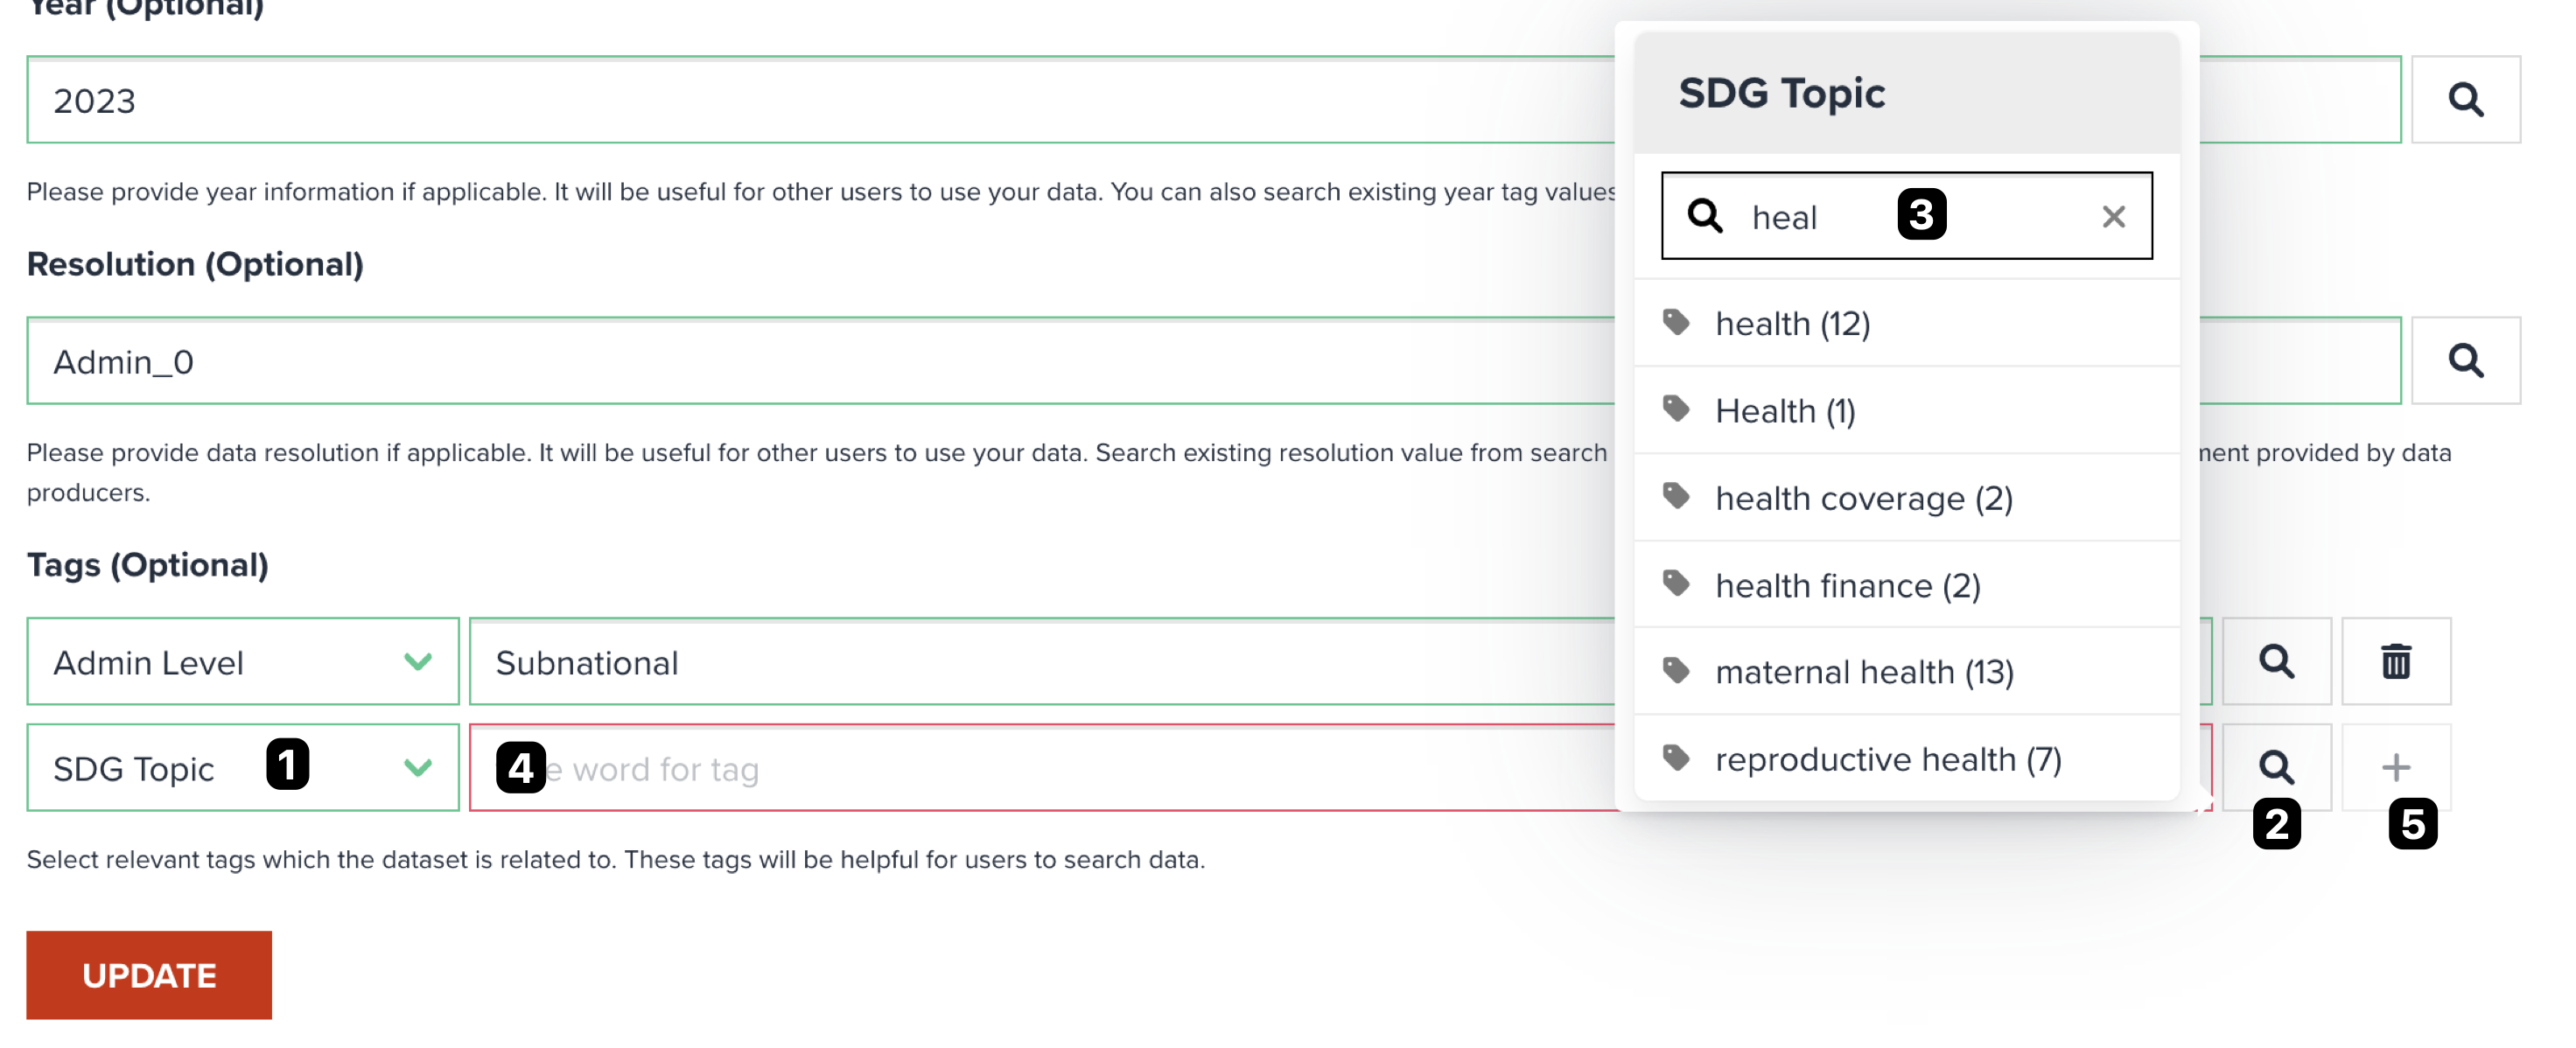 Year (Optional)
2023
Please provide year information if applicable. It will be useful for other users to use your data. You can also search existing year tag values
Resolution (Optional)
Admin_0
Please provide data resolution if applicable. It will be useful for other users to use your data. Search existing resolution value from search
provided by data
producers.
Tags (Optional)
Admin Level
Subnational
SDG Topic 1
4 word for tag
2
5
Select relevant tags which the dataset is related to. These tags will be helpful for users to search data.
UPDATE
SDG Topic
heal 3
health (12)
Health (1)
health coverage (2)
health finance (2)
maternal health (13)
reproductive health (7)